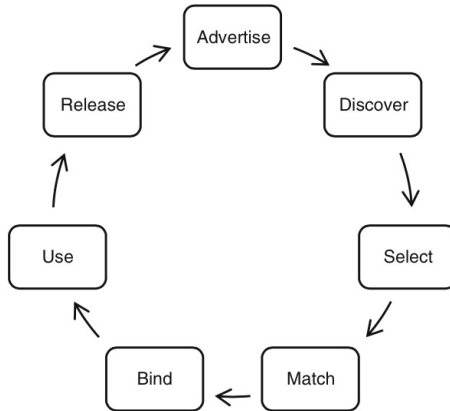 Advertise
Discover
Select
Match
Bind
Use
Release